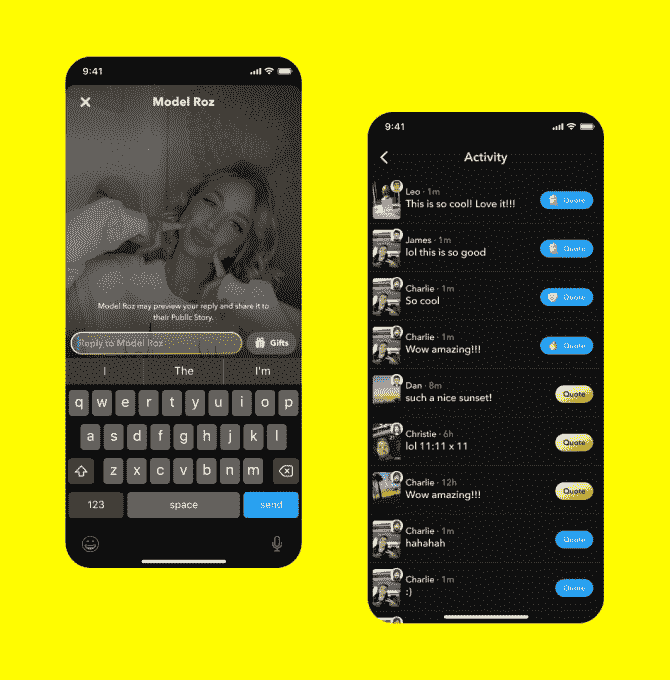 9:41
Model Roz
Model Roz may preview your reply and share it to
their Public Story.
Reply to Model Roz
Gifts
I
The
I'm
q w e r t y u i o p
a s d f g h j k l
z x c v b n m
123
space
send
9:41
Activity
Leo · 1m
This is so cool! Love it!!!
Quote
James · 1m
lol this is so good
Quote
Charlie · 1m
So cool
Quote
Charlie · 1m
Wow amazing!!!
Quote
Dan · 8m
such a nice sunset!
Quote
Christie · 6h
lol 11:11 x 11
Quote
Charlie · 12h
Wow amazing!!!
Quote
Charlie · 1m
hahahah
Quote
Charlie · 1m
:)
Quote